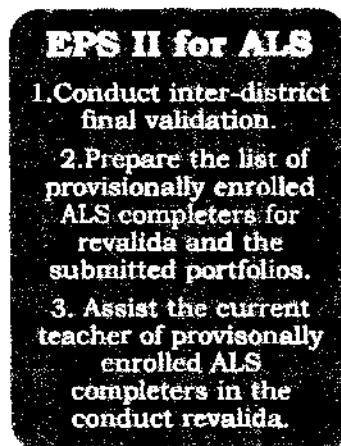 EPS II for ALS
1.Conduct inter-district
final validation.
2.Prepare the list of
provisionally enrolled
ALS completers for
revalida and the
submitted portfolios.
3. Assist the current
teacher of provisonally
enrolled ALS
completers in the
conduct revalida.